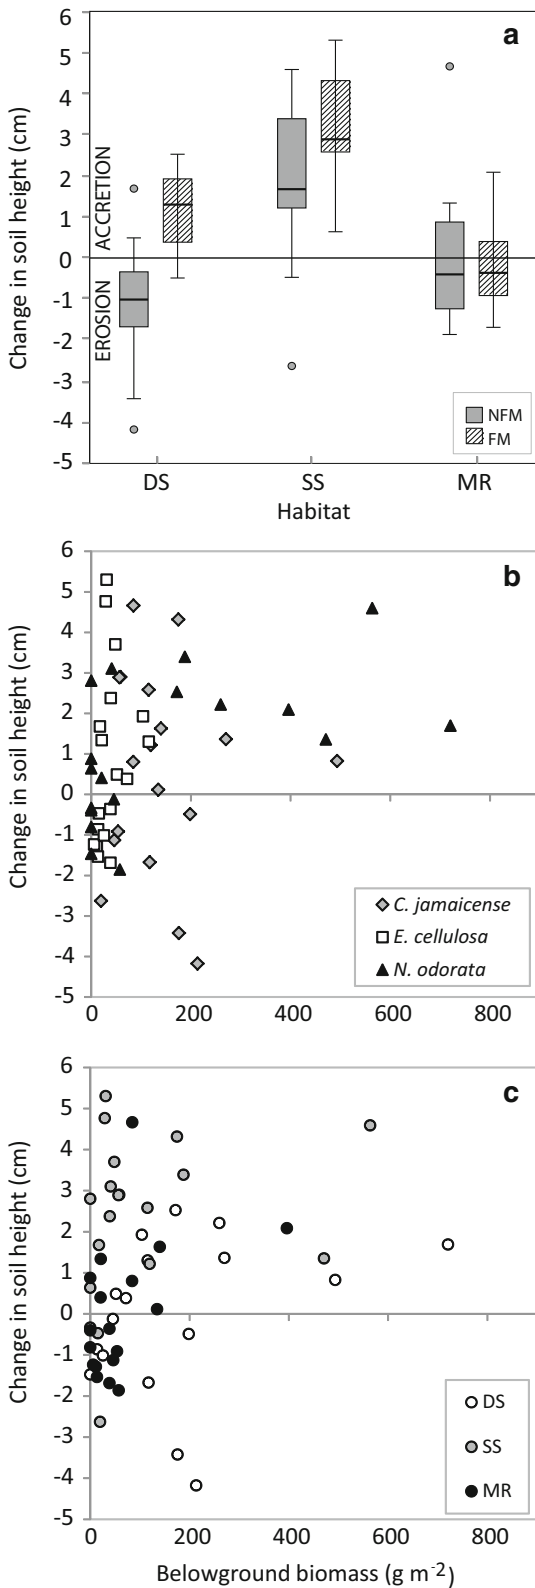 a
6
5
4
3
2
1
0
-1
-2
-3
-4
-5
Change in soil height (cm)
ACCRETION
EROSION
NFM
FM
DS SS MR
Habitat
b
6
5
4
3
2
1
0
-1
-2
-3
-4
-5
Change in soil height (cm)
C. jamaicense
E. cellulosa
N. odorata
0 200 400 600 800
c
6
5
4
3
2
1
0
-1
-2
-3
-4
-5
Change in soil height (cm)
DS
SS
MR
0 200 400 600 800
Belowground biomass (g m⁻²)